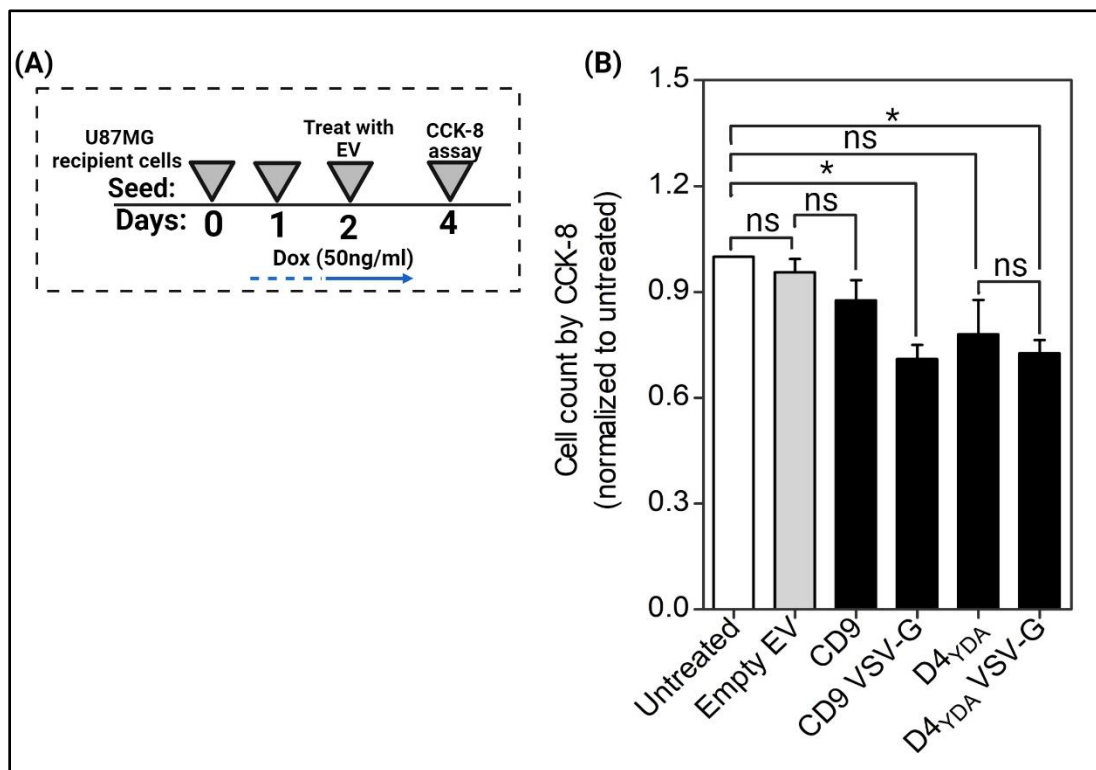 (A)
U87MG
recipient cells
Treat with
EV
CCK-8
assay
Seed:
Days: 0 1 2 4
Dox (50ng/ml)
(B)
Cell count by CCK-8
(normalized to untreated)
1.5
1.2
0.9
0.6
0.3
0.0
*
ns
*
ns
ns
ns
Untreated
Empty EV
CD9
CD9 VSV-G
D4YDA
D4YDA VSV-G